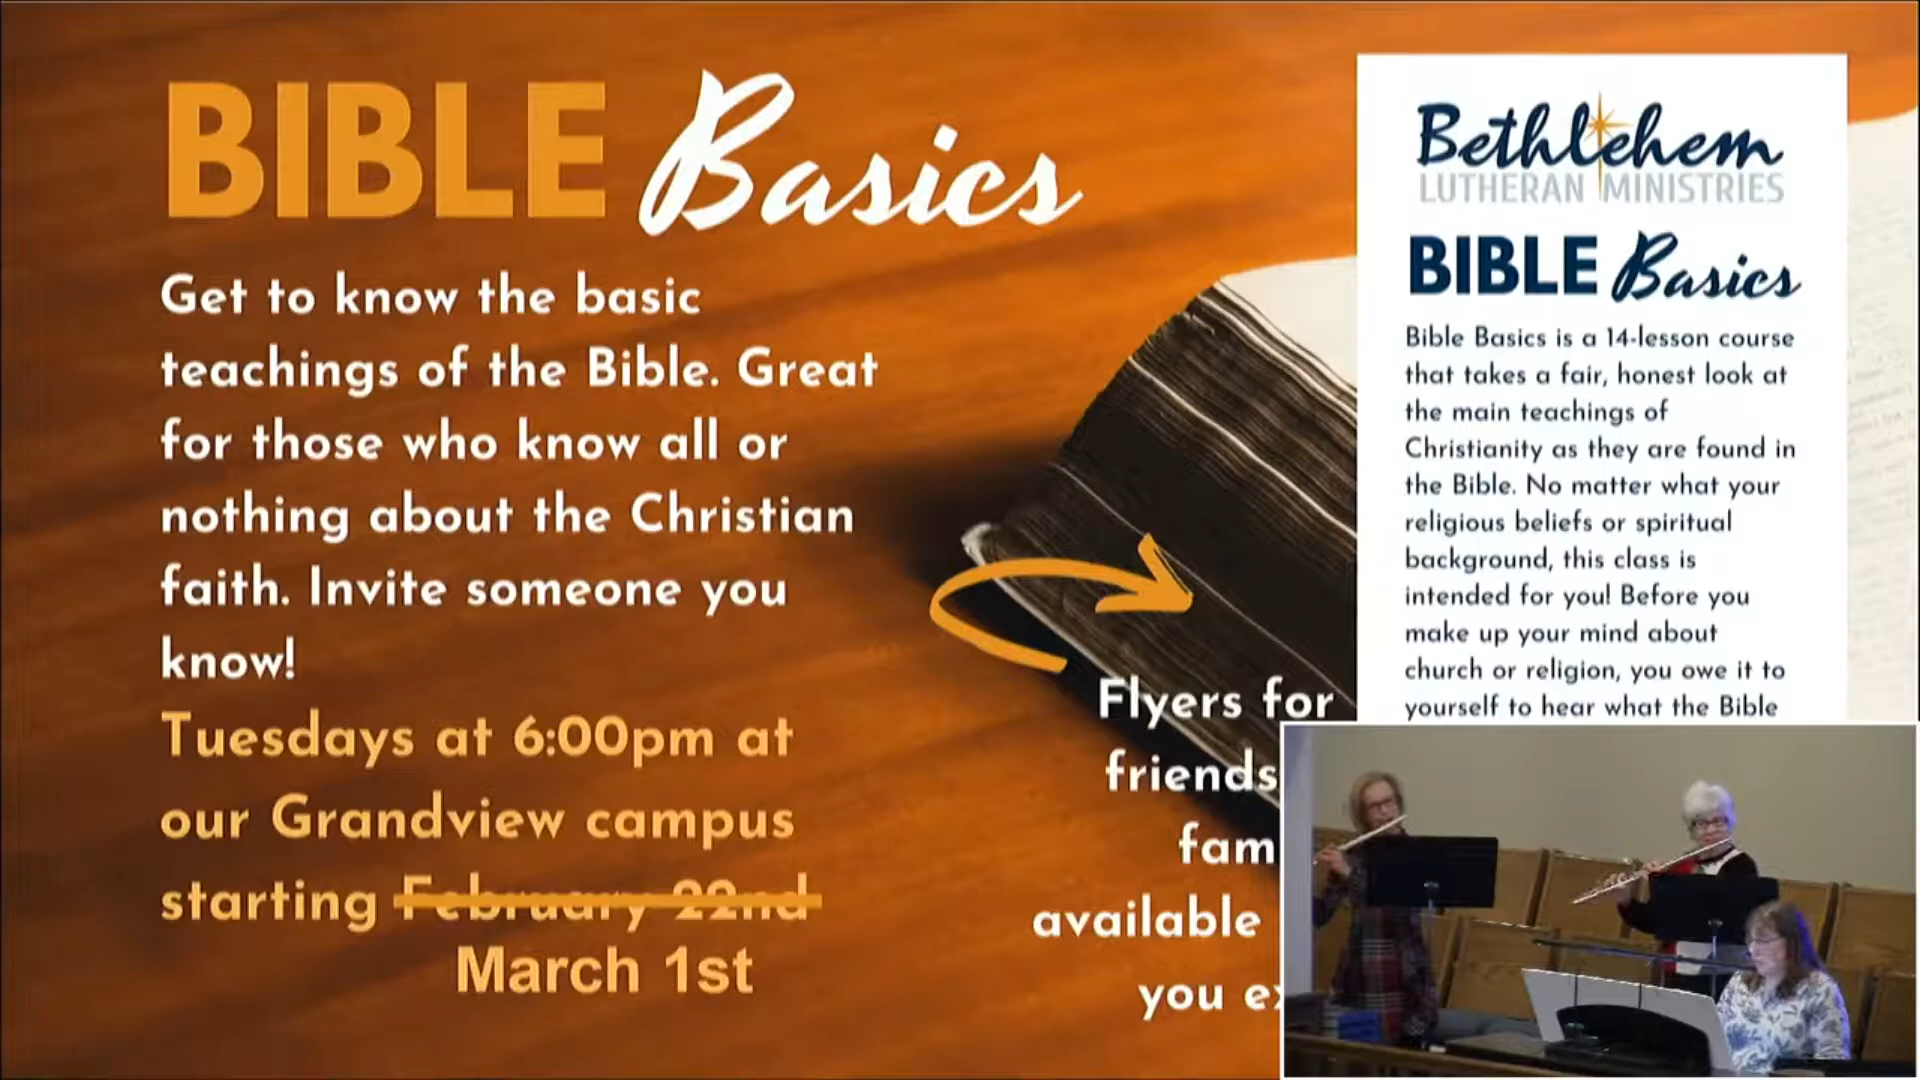 BIBLE Basics
Get to know the basic
teachings of the Bible. Great
for those who know all or
nothing about the Christian
faith. Invite someone you
know!
Tuesdays at 6:00pm at
our Grandview campus
starting February 22nd
March 1st
Flyers for
friends
available
you
Bethlehem
LUTHERAN MINISTRIES
BIBLE Basics
Bible Basics is a 14-lesson course
that takes a fair, honest look at
the main teachings of
Christianity as they are found in
the Bible. No matter what your
religious beliefs or spiritual
background, this class is
intended for you! Before you
make up your mind about
church or religion, you owe it to
yourself to hear what the Bible